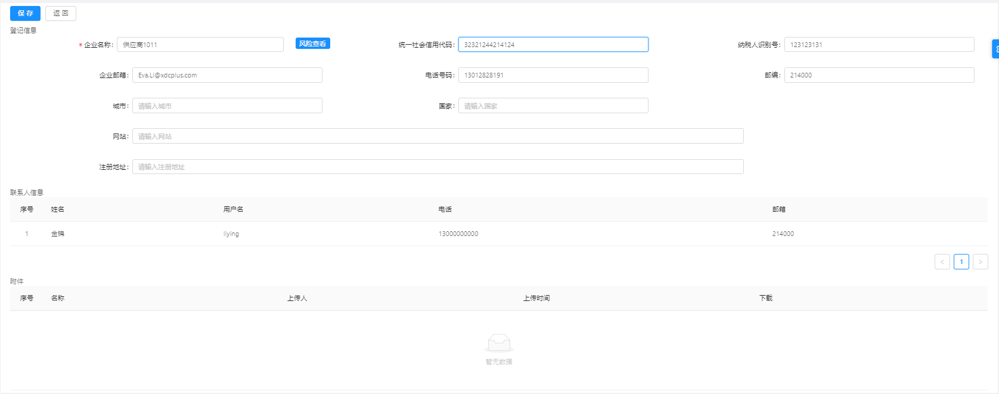 保 存 返 回
登记信息
* 企业名称: 供应商1011 风险查看 统一社会信用代码: 32321244214124 纳税人识别号: 123123131
企业邮箱: Eva.Li@xdcplus.com 电话号码: 13012828191 邮编: 214000
城市: 请输入城市 国家: 请输入国家
网站: 请输入网站
注册地址: 请输入注册地址
联系人信息
序号 姓名 用户名 电话 邮箱
1 金锦 liying 13000000000 214000
< 1 >
附件
序号 名称 上传人 上传时间 下载
暂无数据